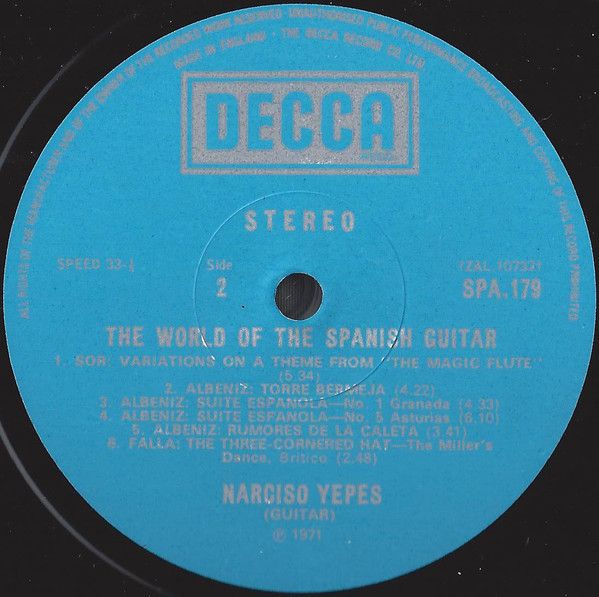 ALL RIGHTS OF THE MANUFACTURER AND OF THE OWNER OF THE RECORDED WORK RESERVED · UNAUTHORISED PUBLIC PERFORMANCE BROADCASTING AND COPYING OF THIS RECORD PROHIBITED
MADE IN ENGLAND · THE DECCA RECORD CO. LTD.
DECCA
STEREO
SPEED 33-⅓
Side
2
(ZAL 10733)
SPA.179
THE WORLD OF THE SPANISH GUITAR
1. SOR: VARIATIONS ON A THEME FROM "THE MAGIC FLUTE"
(5.34)
2. ALBENIZ: TORRE BERMEJA (4.22)
3. ALBENIZ: SUITE ESPANOLA—No. 1 Granada (4.33)
4. ALBENIZ: SUITE ESPANOLA—No. 5 Asturias (6.10)
5. ALBENIZ: RUMORES DE LA CALETA (3.41)
6. FALLA: THE THREE-CORNERED HAT—The Miller's
Dance, Britico (2.48)
NARCISO YEPES
(GUITAR)
℗ 1971